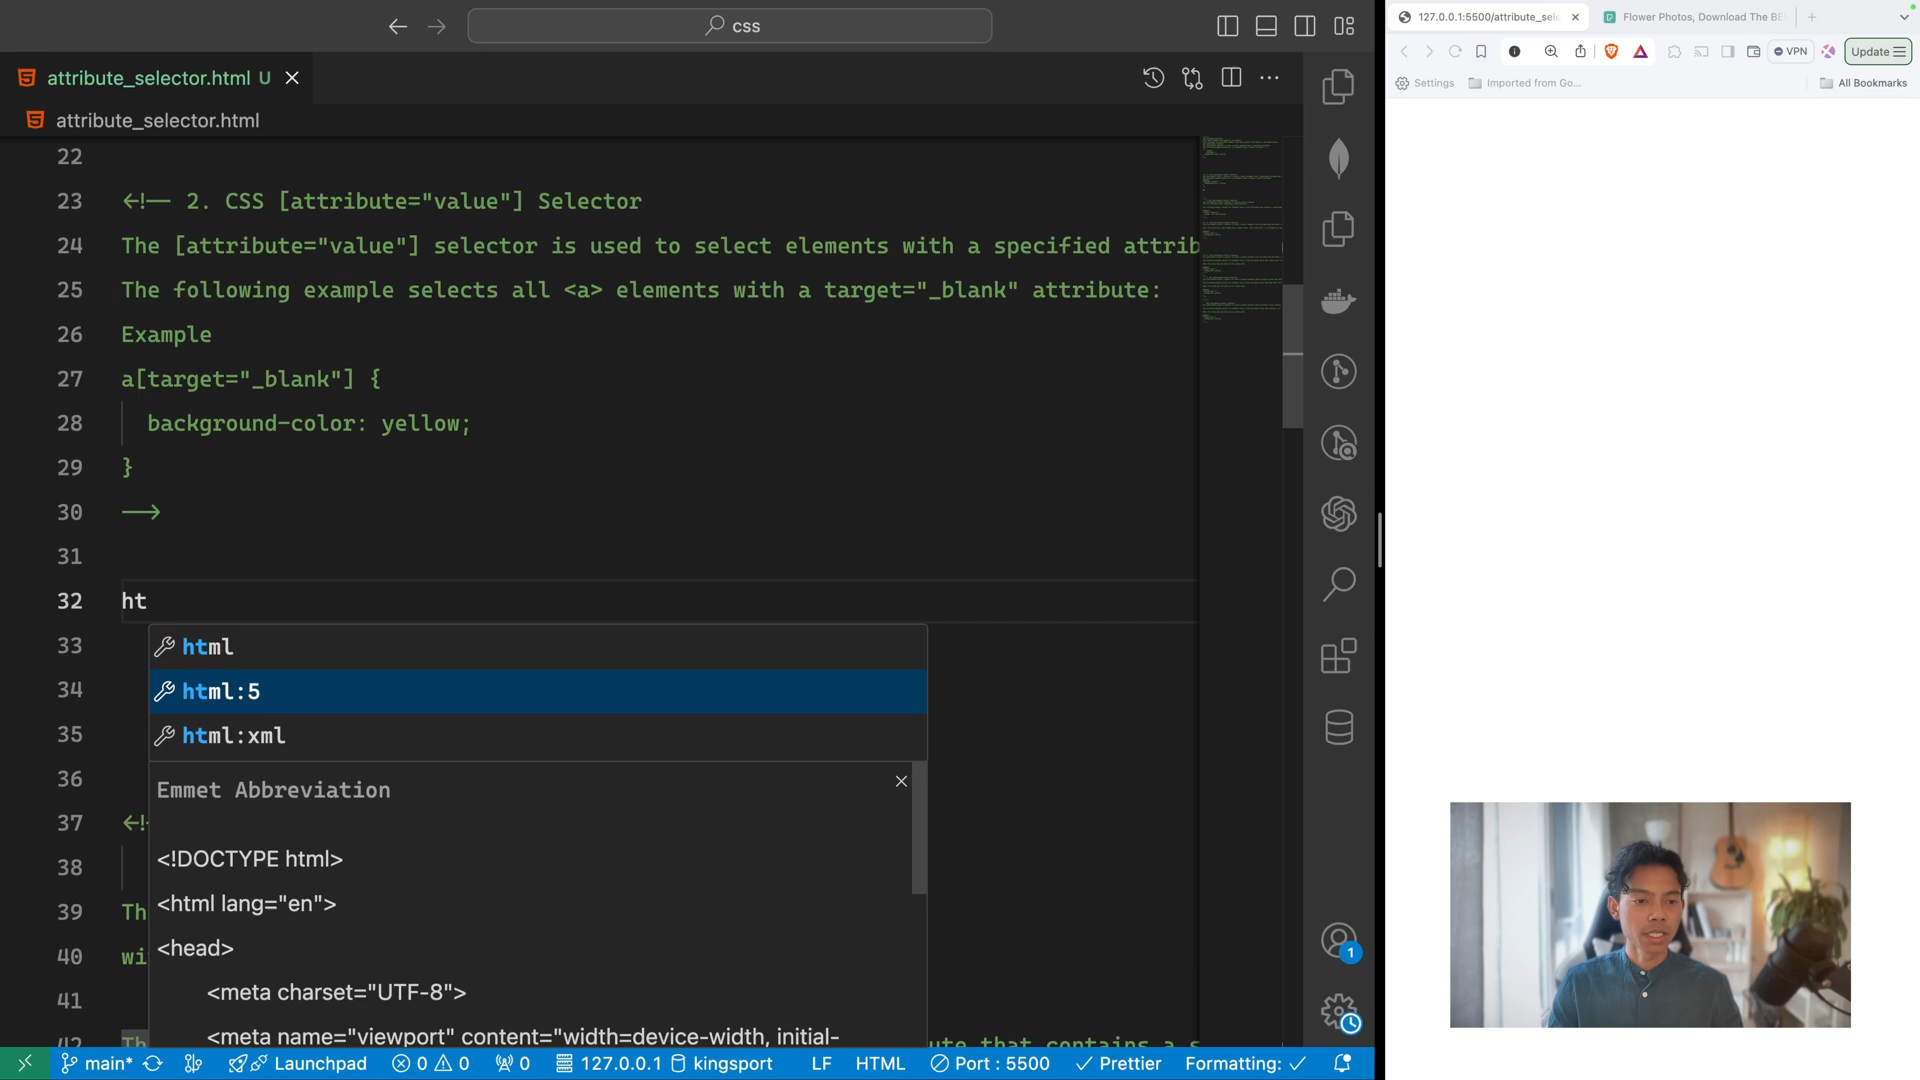 css
127.0.0.1:5500/attribute_sele
Flower Photos, Download The BE
VPN
Update
Settings
Imported from Go...
All Bookmarks
attribute_selector.html U
attribute_selector.html
22
23 <!-- 2. CSS [attribute="value"] Selector
24 The [attribute="value"] selector is used to select elements with a specified attrib
25 The following example selects all <a> elements with a target="_blank" attribute:
26 Example
27 a[target="_blank"] {
28 background-color: yellow;
29 }
30 -->
31
32 ht
33 html
34 html:5
35 html:xml
36 Emmet Abbreviation
37 <!-
38 <!DOCTYPE html>
39 Th <html lang="en">
40 wi <head>
41 <meta charset="UTF-8">
42 Th <meta name="viewport" content="width=device-width, initial- ute that contains a s
1
main* Launchpad 0 0 0 127.0.0.1 kingsport LF HTML Port : 5500 Prettier Formatting: